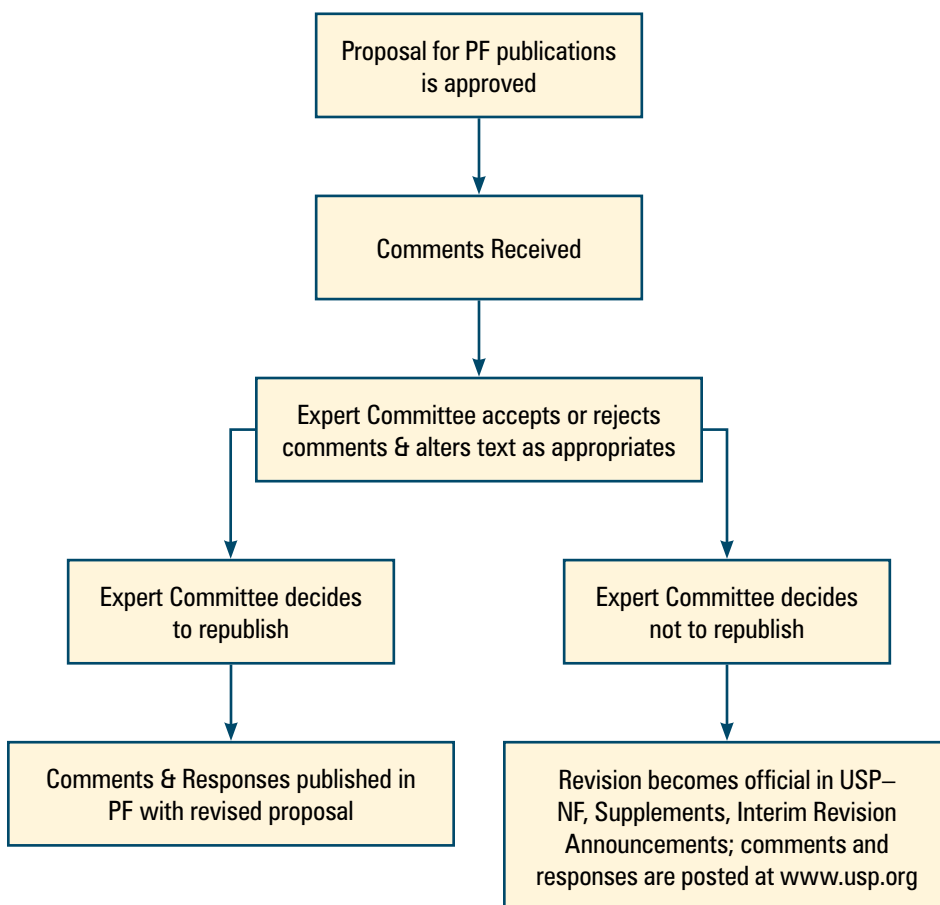 Proposal for PF publications
is approved
Comments Received
Expert Committee accepts or rejects
comments & alters text as appropriates
Expert Committee decides
to republish
Expert Committee decides
not to republish
Comments & Responses published in
PF with revised proposal
Revision becomes official in USP–
NF, Supplements, Interim Revision
Announcements; comments and
responses are posted at www.usp.org